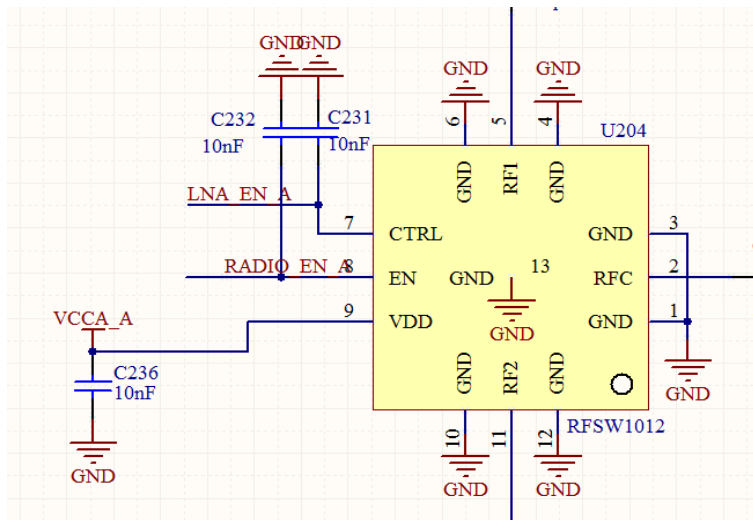 GND
GND
GND
GND
C232
10nF
C231
10nF
6
5
4
U204
GND
RF1
GND
LNA_EN_A
7
CTRL
GND
3
RADIO_EN_A
8
EN
GND
13
RFC
2
VCCA_A
9
VDD
GND
GND
1
C236
10nF
GND
RF2
GND
GND
RFSW1012
10
11
12
GND
GND
GND